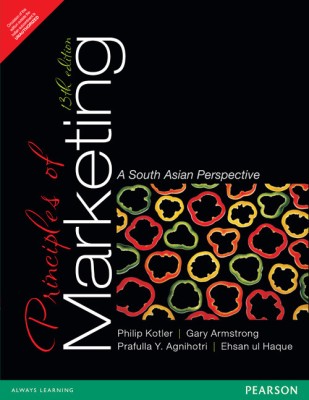 Principles of
Marketing
13th edition
A South Asian Perspective
Philip Kotler | Gary Armstrong
Prafulla Y. Agnihotri | Ehsan ul Haque
ALWAYS LEARNING
PEARSON